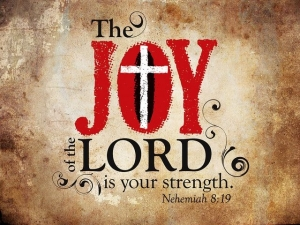 The
JOY
of the
LORD
is your strength.
Nehemiah 8:19